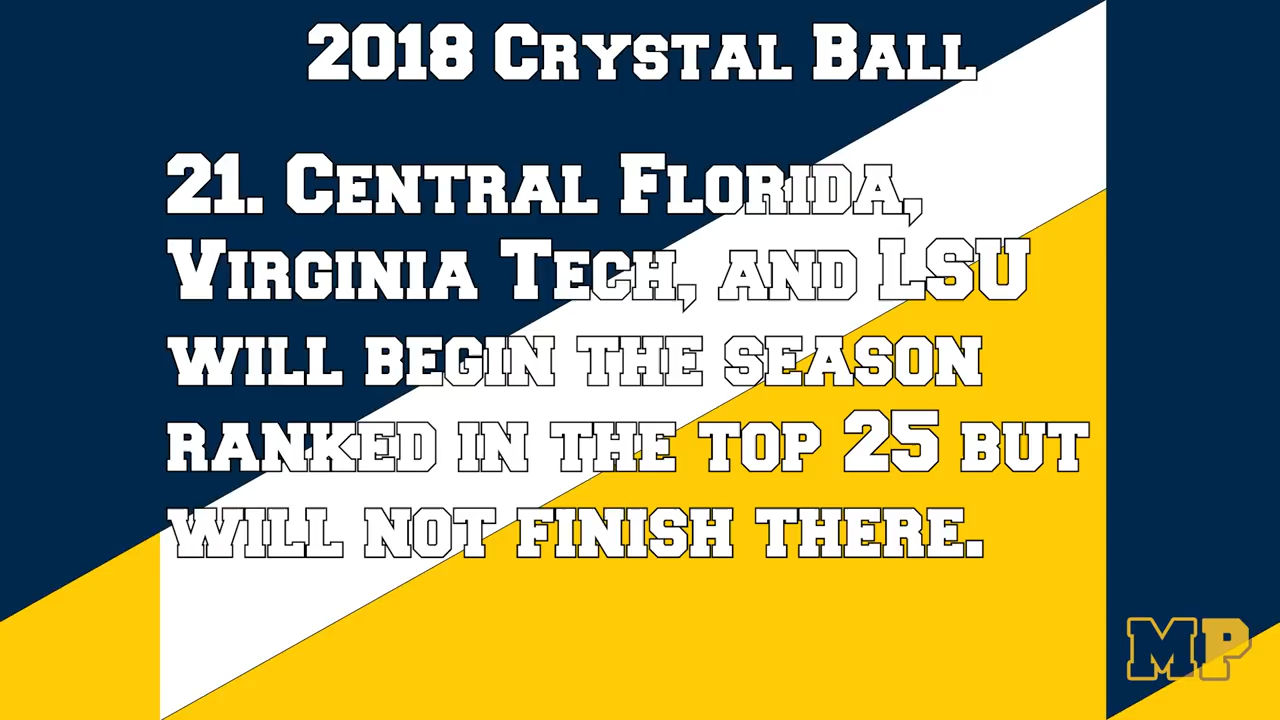 2018 Crystal Ball
21. Central Florida,
Virginia Tech, and LSU
will begin the season
ranked in the top 25 but
will not finish there.
MP